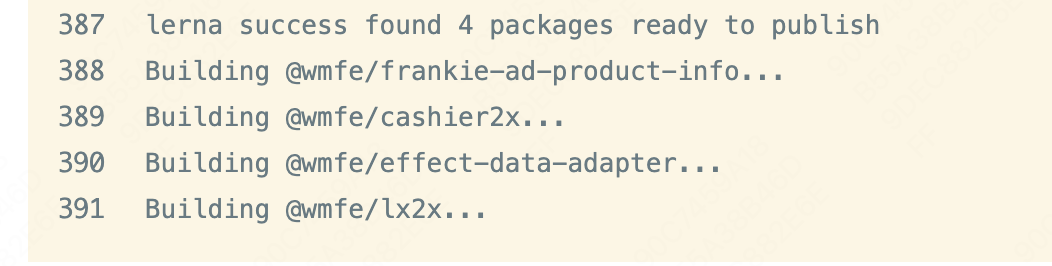 387 lerna success found 4 packages ready to publish
388 Building @wmfe/frankie-ad-product-info...
389 Building @wmfe/cashier2x...
390 Building @wmfe/effect-data-adapter...
391 Building @wmfe/lx2x...